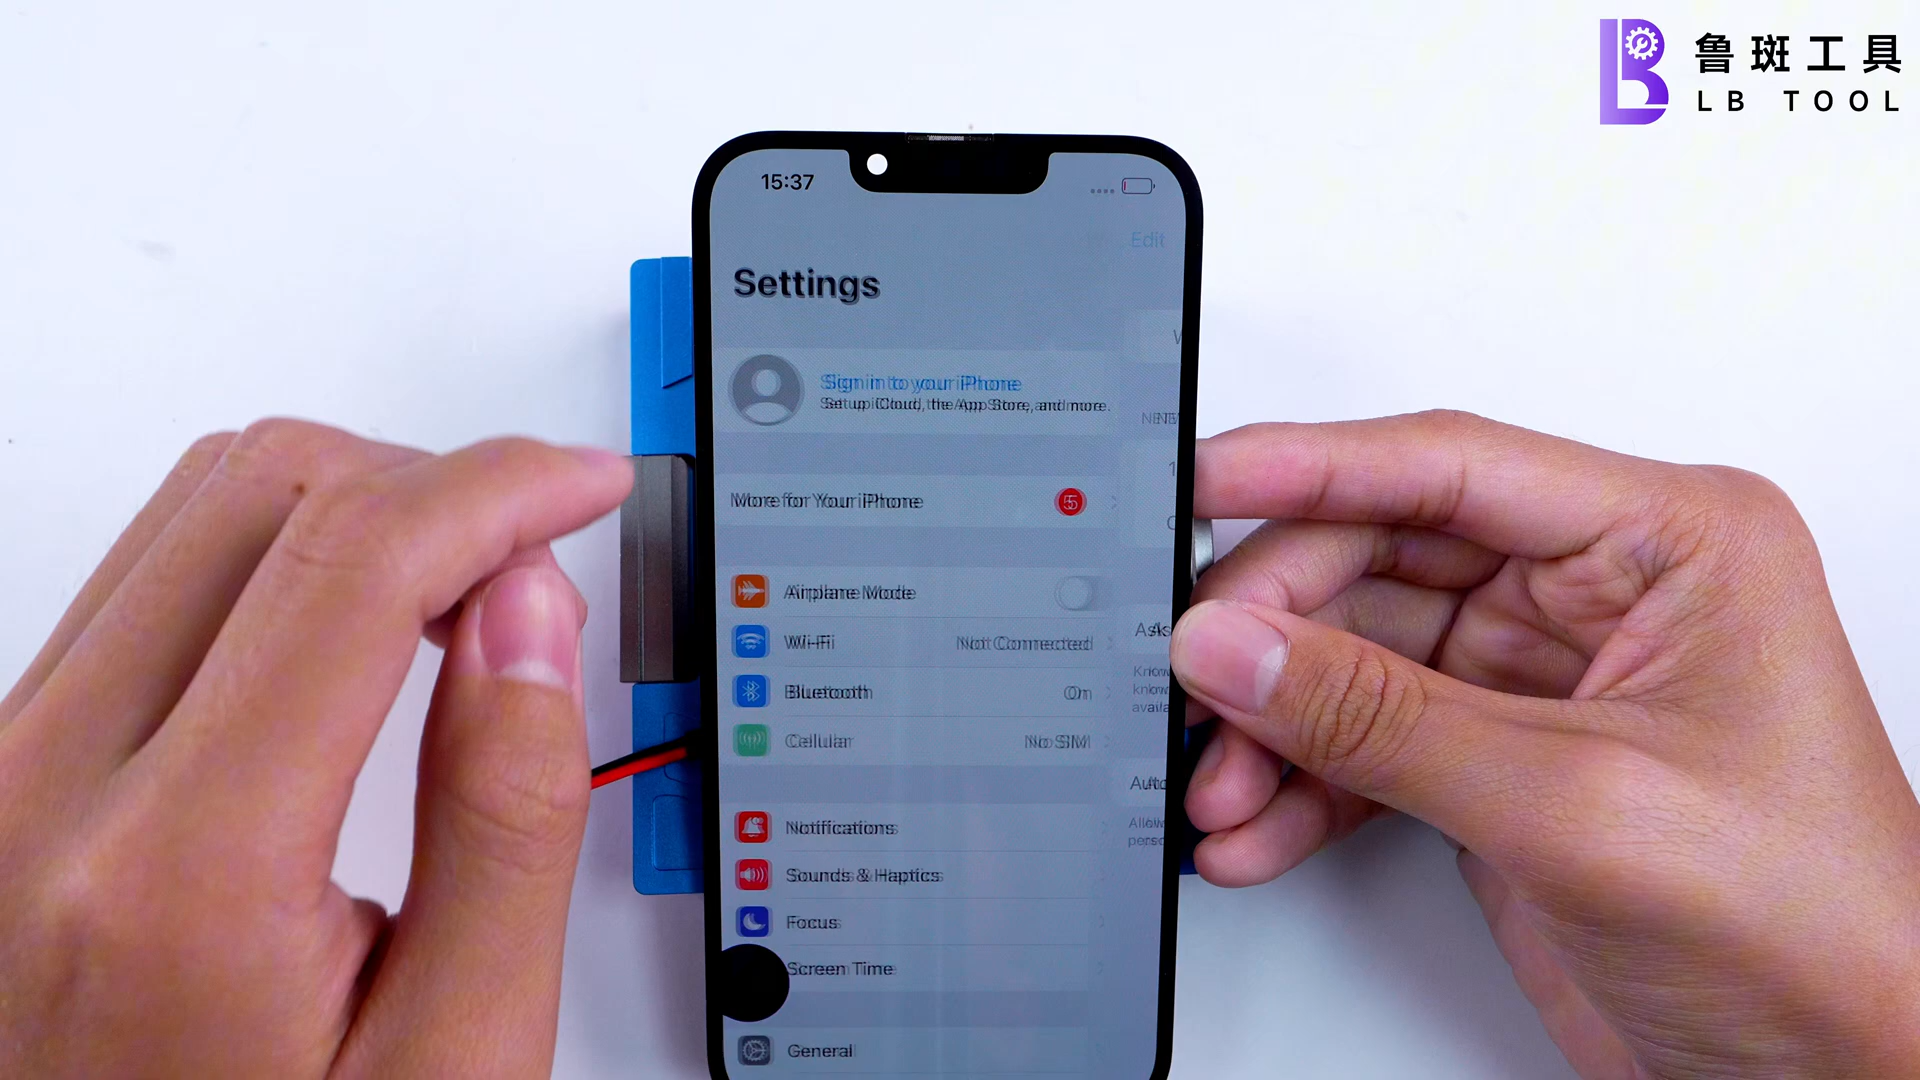 鲁班工具
LB TOOL
15:37
Edit
Settings
Sign in to your iPhone
Set up iCloud, the App Store, and more.
More for Your iPhone
5
Airplane Mode
Wi-Fi
Not Connected
Bluetooth
On
Cellular
No SIM
Notifications
Sounds & Haptics
Focus
Screen Time
General